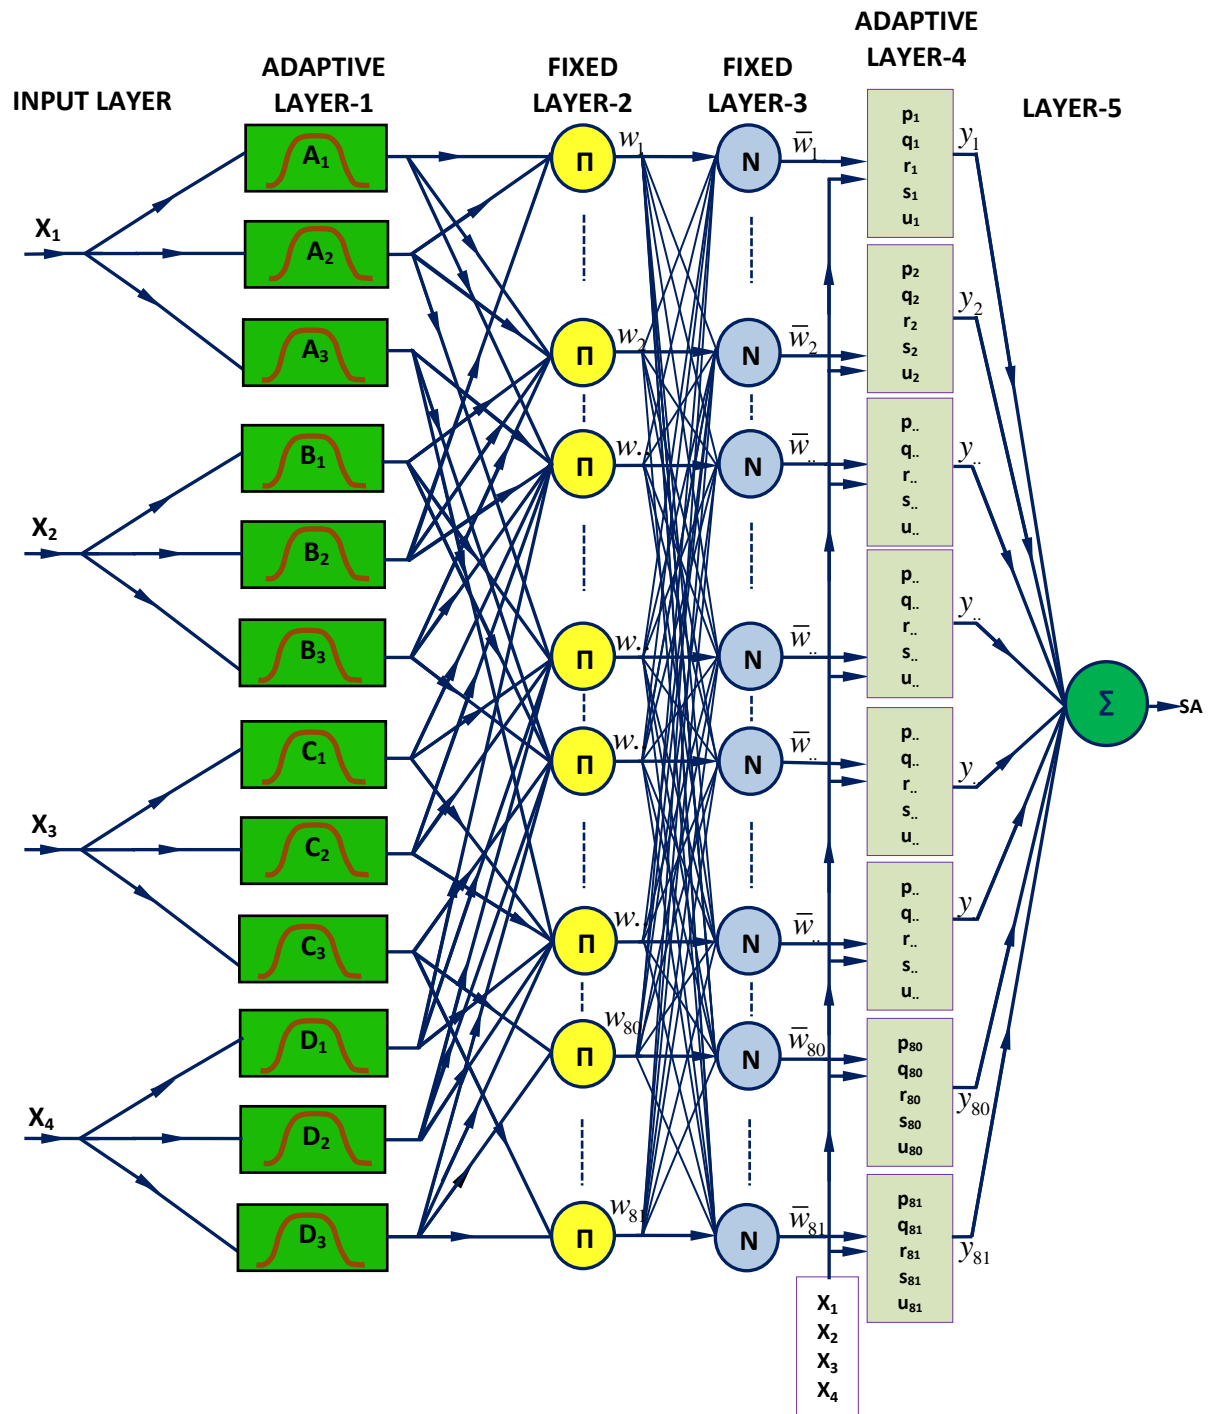 INPUT LAYER
ADAPTIVE
LAYER-1
FIXED
LAYER-2
FIXED
LAYER-3
ADAPTIVE
LAYER-4
LAYER-5
X₁
X₂
X₃
X₄
A₁
A₂
A₃
B₁
B₂
B₃
C₁
C₂
C₃
D₁
D₂
D₃
Π
Π
Π
Π
Π
Π
Π
Π
w₁
w₂
w..
w..
w..
w..
w₈₀
w₈₁
N
N
N
N
N
N
N
N
w̅₁
w̅₂
w̅..
w̅..
w̅..
w̅..
w̅₈₀
w̅₈₁
p₁
q₁
r₁
s₁
u₁
p₂
q₂
r₂
s₂
u₂
p..
q..
r..
s..
u..
p..
q..
r..
s..
u..
p..
q..
r..
s..
u..
p..
q..
r..
s..
u..
p₈₀
q₈₀
r₈₀
s₈₀
u₈₀
p₈₁
q₈₁
r₈₁
s₈₁
u₈₁
X₁
X₂
X₃
X₄
y₁
y₂
y..
y..
y..
y
y₈₀
y₈₁
Σ
SA